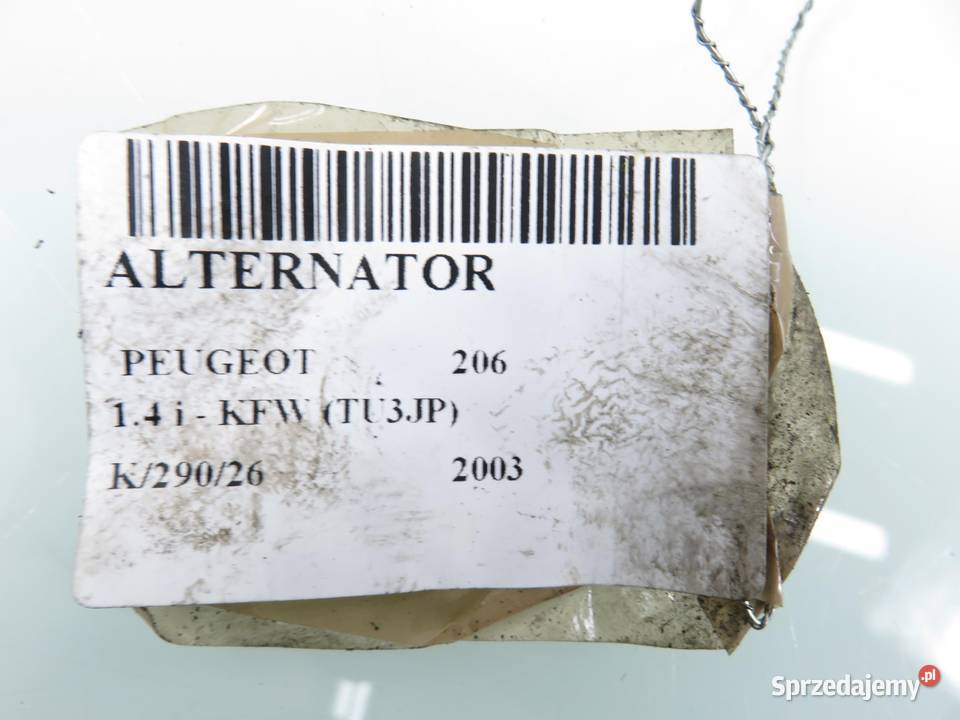 ALTERNATOR
PEUGEOT 206
1.4 i - KFW (TU3JP)
K/290/26 2003
Sprzedajemy.pl